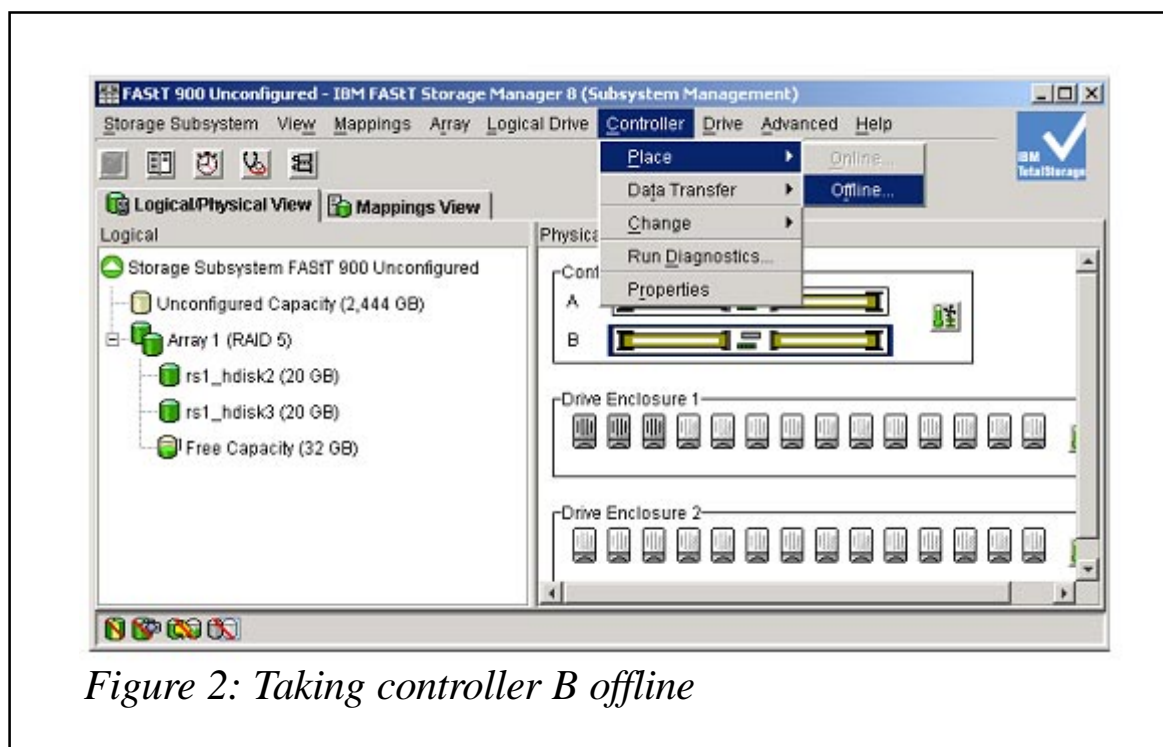 FAStT 900 Unconfigured - IBM FAStT Storage Manager 8 (Subsystem Management)
Storage Subsystem View Mappings Array Logical Drive Controller Drive Advanced Help
IBM
TotalStorage
Place
Online...
Offline...
Data Transfer
Change
Run Diagnostics...
Properties
Logical/Physical View
Mappings View
Logical
Storage Subsystem FAStT 900 Unconfigured
Unconfigured Capacity (2,444 GB)
Array 1 (RAID 5)
rs1_hdisk2 (20 GB)
rs1_hdisk3 (20 GB)
Free Capacity (32 GB)
Physica
Cont
A
B
Drive Enclosure 1
Drive Enclosure 2
Figure 2: Taking controller B offline